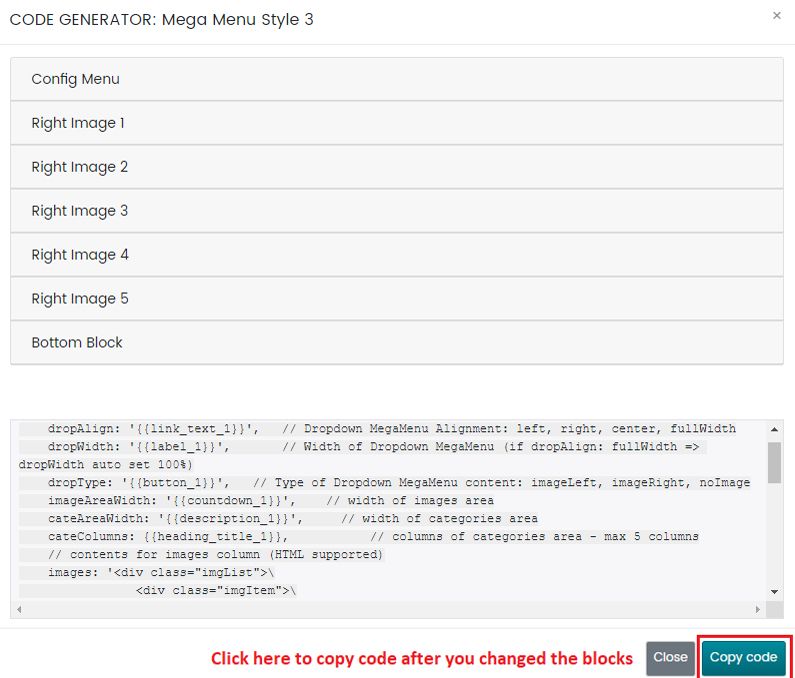 CODE GENERATOR: Mega Menu Style 3
×
Config Menu
Right Image 1
Right Image 2
Right Image 3
Right Image 4
Right Image 5
Bottom Block
dropAlign: '{{link_text_1}}', // Dropdown MegaMenu Alignment: left, right, center, fullWidth
dropWidth: '{{label_1}}', // Width of Dropdown MegaMenu (if dropAlign: fullWidth =>
dropWidth auto set 100%)
dropType: '{{button_1}}', // Type of Dropdown MegaMenu content: imageLeft, imageRight, noImage
imageAreaWidth: '{{countdown_1}}', // width of images area
cateAreaWidth: '{{description_1}}', // width of categories area
cateColumns: {{heading_title_1}}, // columns of categories area - max 5 columns
// contents for images column (HTML supported)
images: '<div class="imgList">\
<div class="imgItem">\
Click here to copy code after you changed the blocks
Close
Copy code